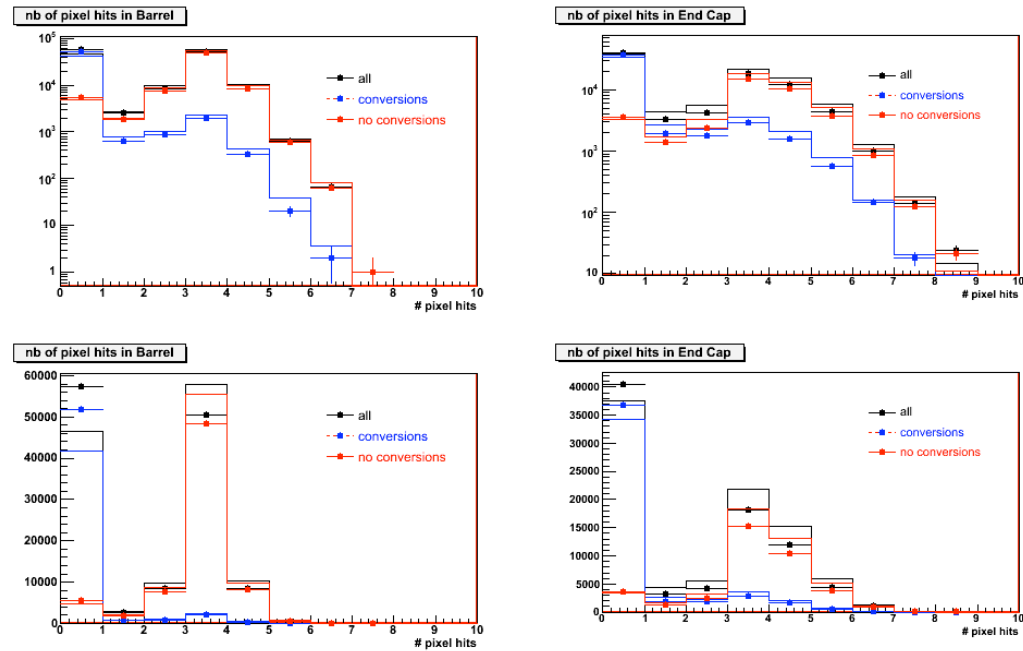 nb of pixel hits in Barrel
10^5
10^4
10^3
10^2
10
1
all
conversions
no conversions
0 1 2 3 4 5 6 7 8 9 10
# pixel hits
nb of pixel hits in End Cap
10^4
10^3
10^2
10
all
conversions
no conversions
0 1 2 3 4 5 6 7 8 9 10
# pixel hits
nb of pixel hits in Barrel
60000
50000
40000
30000
20000
10000
0
all
conversions
no conversions
0 1 2 3 4 5 6 7 8 9 10
# pixel hits
nb of pixel hits in End Cap
40000
35000
30000
25000
20000
15000
10000
5000
0
all
conversions
no conversions
0 1 2 3 4 5 6 7 8 9 10
# pixel hits